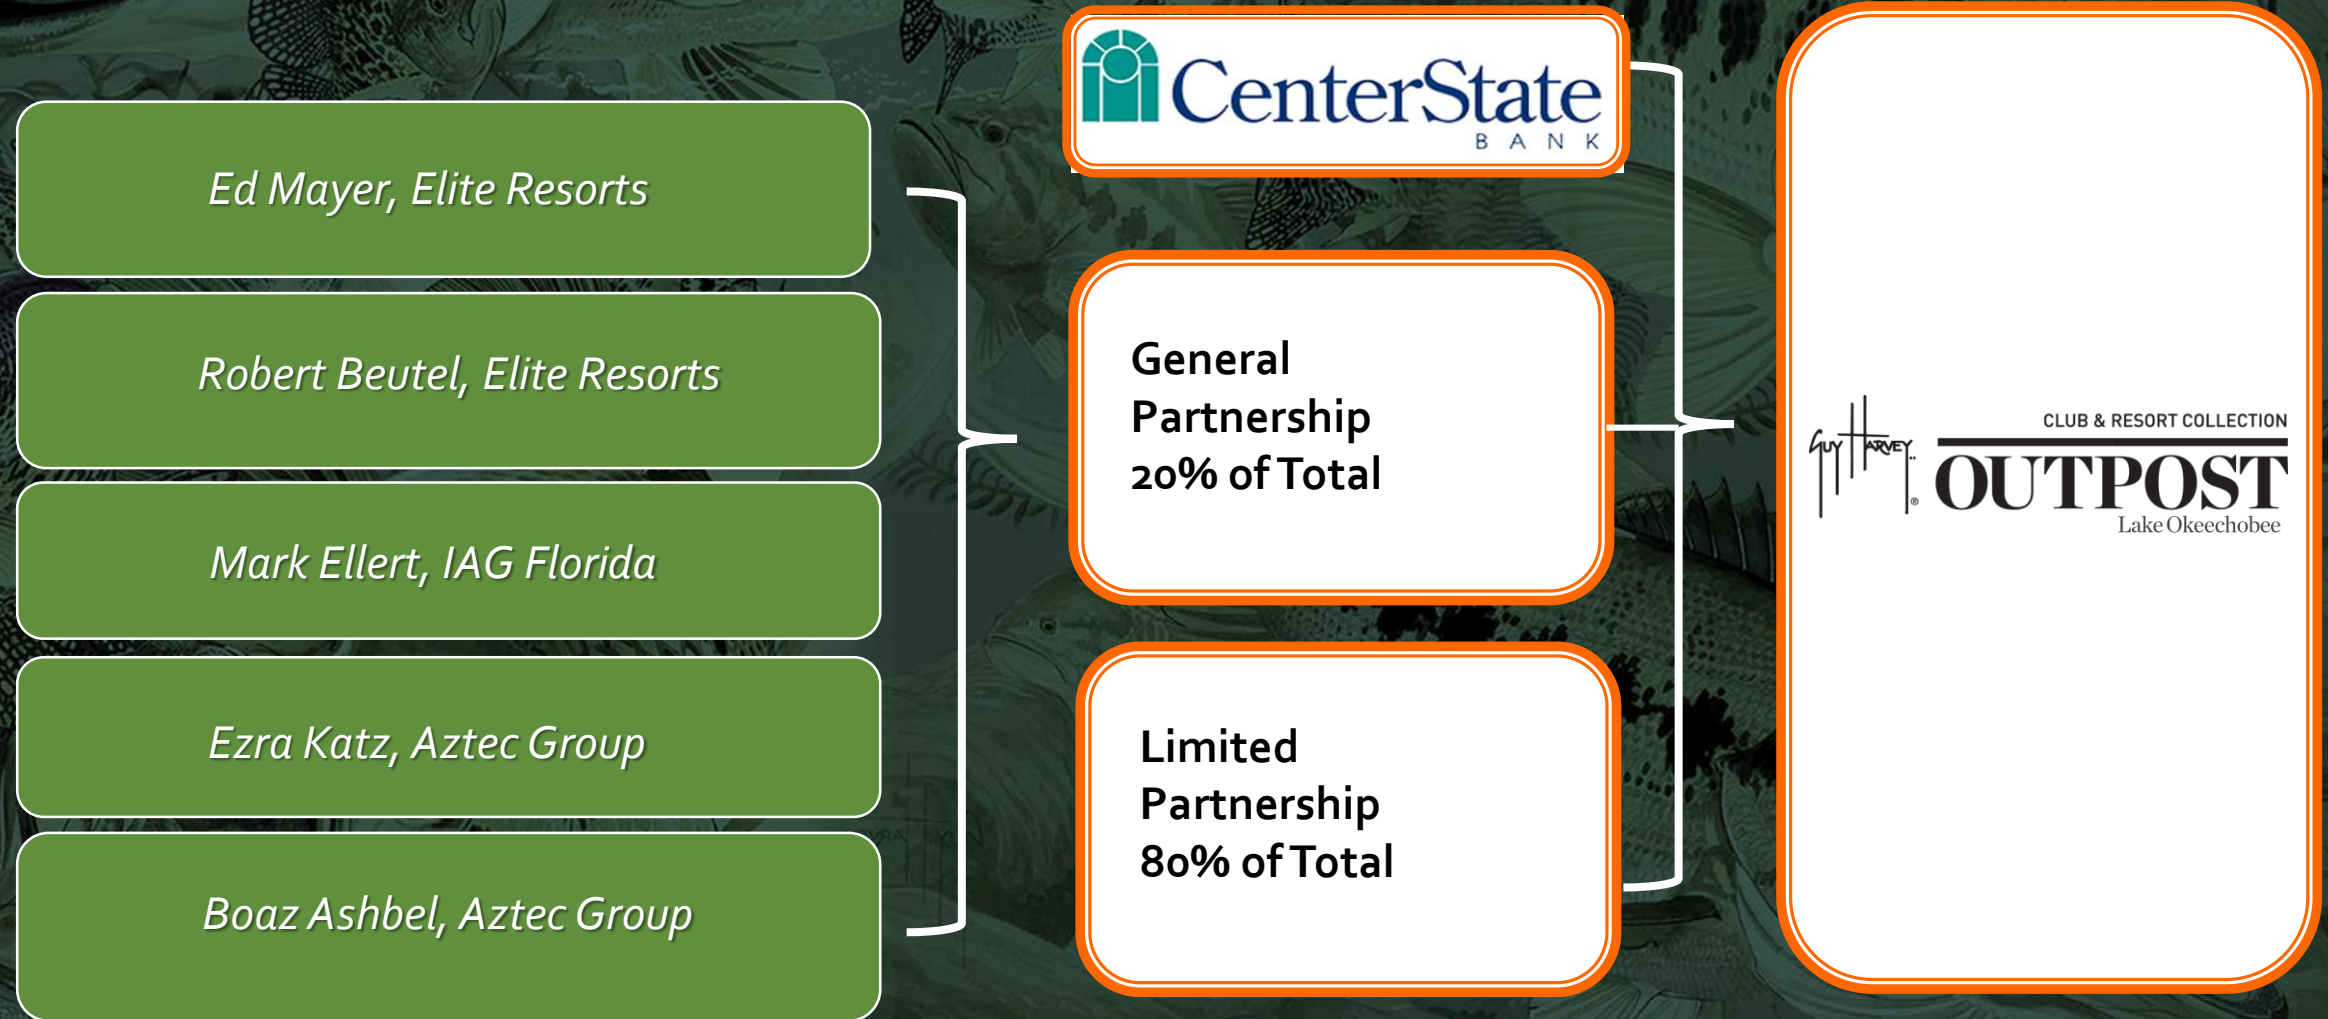 Ed Mayer, Elite Resorts
Robert Beutel, Elite Resorts
Mark Ellert, IAG Florida
Ezra Katz, Aztec Group
Boaz Ashbel, Aztec Group
CenterState
BANK
General
Partnership
20% of Total
Limited
Partnership
80% of Total
GUY HARVEY®
CLUB & RESORT COLLECTION
OUTPOST
Lake Okeechobee